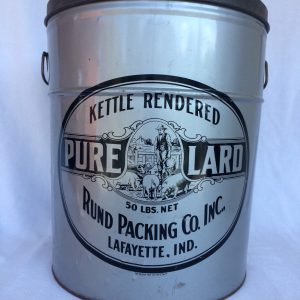 KETTLE RENDERED
PURE LARD
50 LBS. NET
RUND PACKING CO. INC.,
LAFAYETTE, IND.